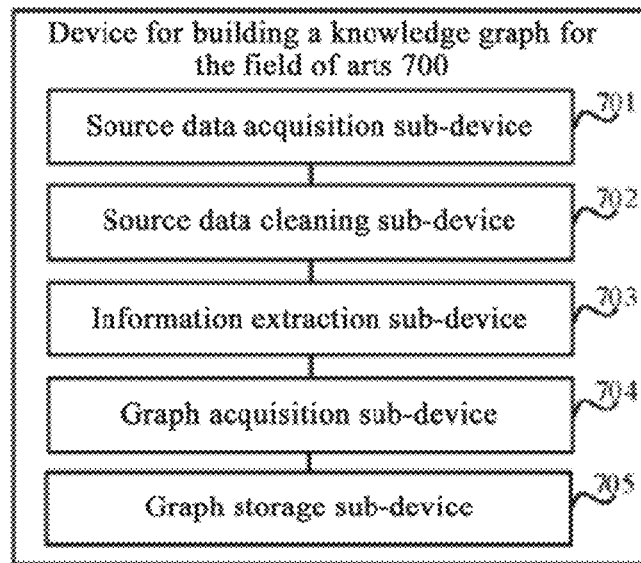 Device for building a knowledge graph for
the field of arts 700
701
Source data acquisition sub-device
702
Source data cleaning sub-device
703
Information extraction sub-device
704
Graph acquisition sub-device
705
Graph storage sub-device